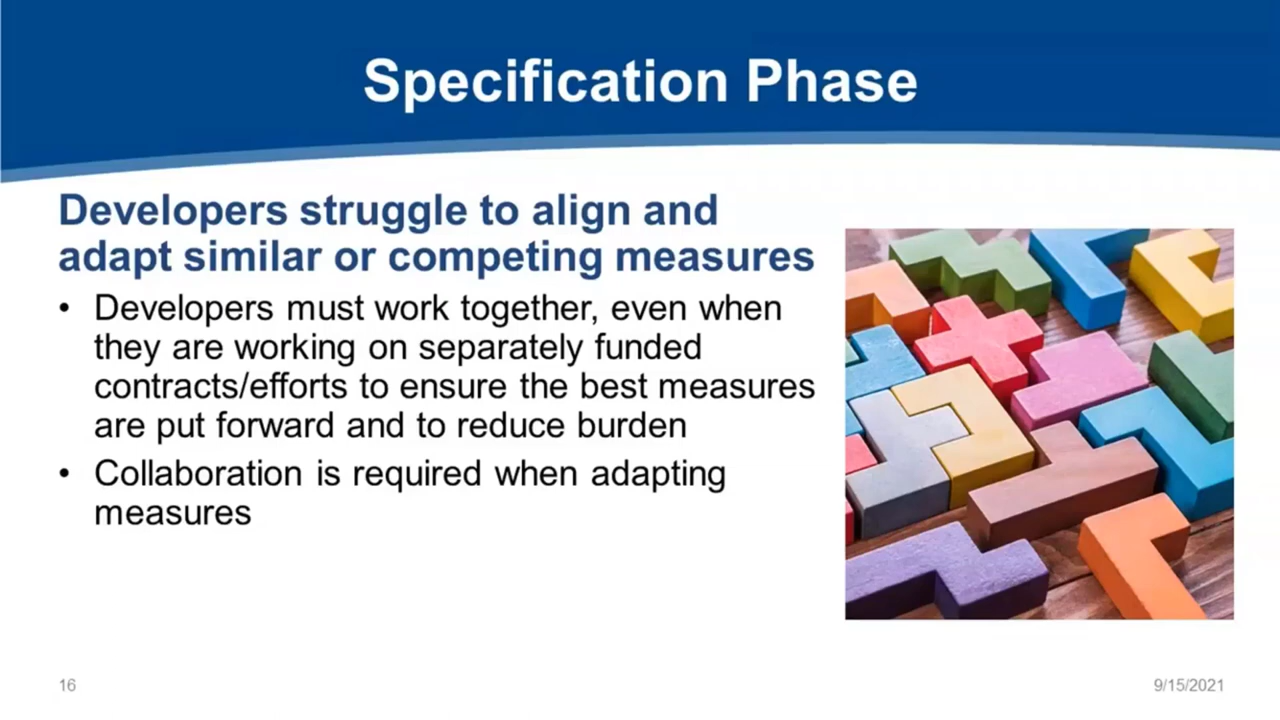 Specification Phase
Developers struggle to align and
adapt similar or competing measures
• Developers must work together, even when
they are working on separately funded
contracts/efforts to ensure the best measures
are put forward and to reduce burden
• Collaboration is required when adapting
measures
16
9/15/2021